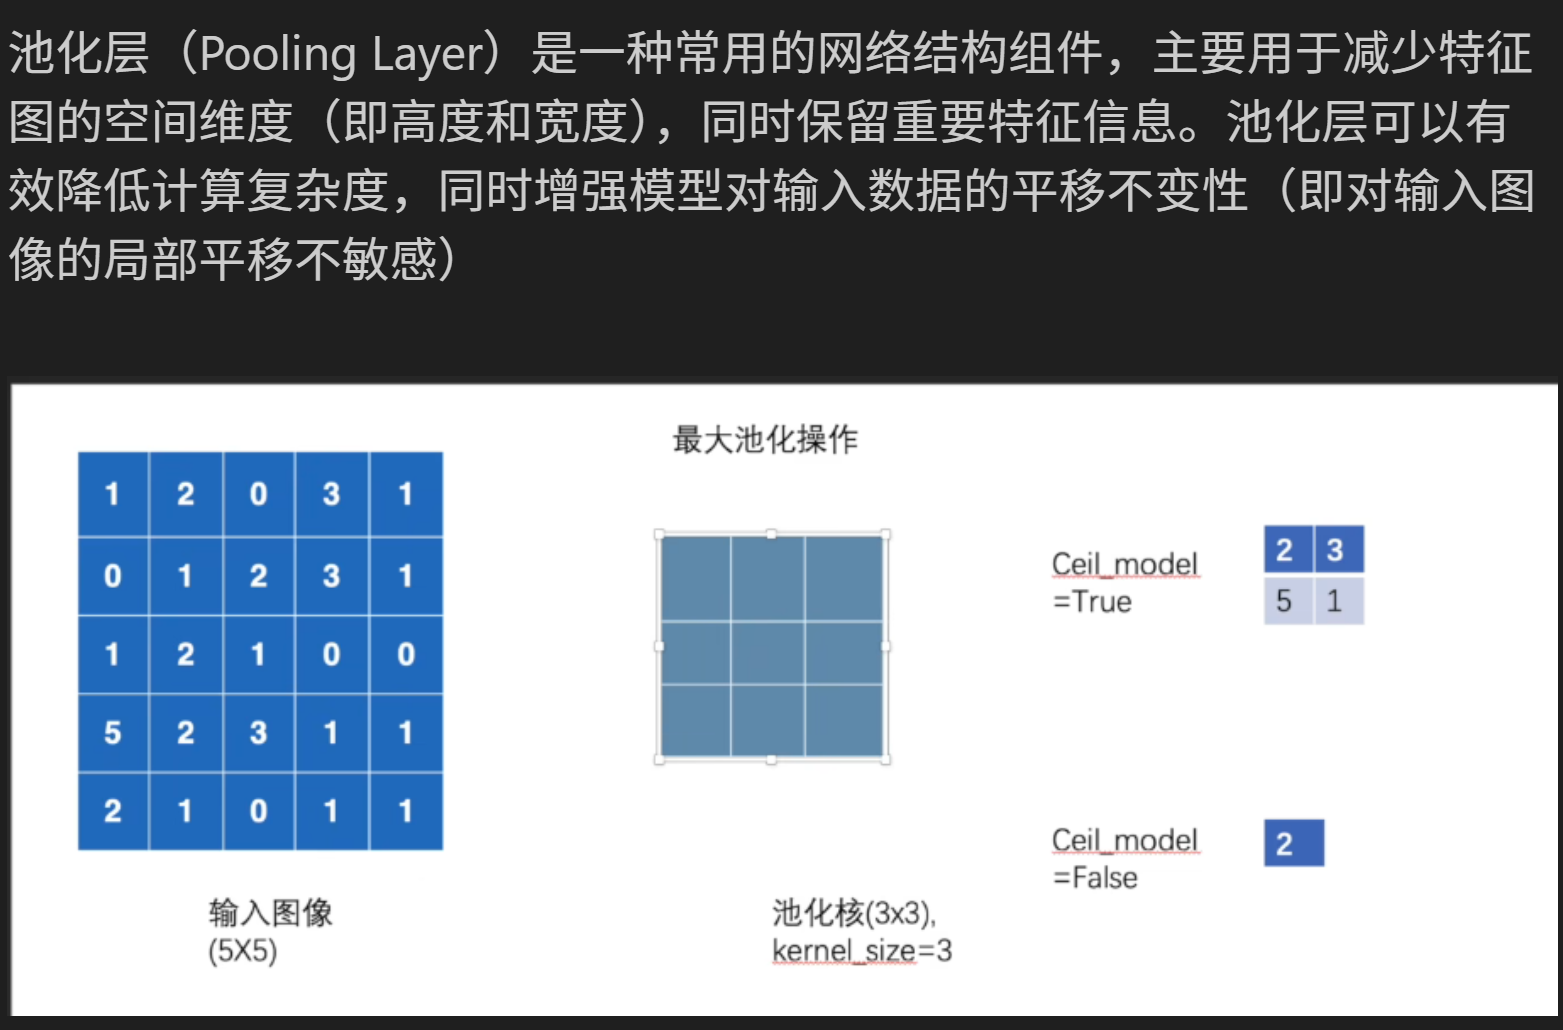 池化层（Pooling Layer）是一种常用的网络结构组件，主要用于减少特征
图的空间维度（即高度和宽度），同时保留重要特征信息。池化层可以有
效降低计算复杂度，同时增强模型对输入数据的平移不变性（即对输入图
像的局部平移不敏感）
最大池化操作
1 2 0 3 1
0 1 2 3 1
1 2 1 0 0
5 2 3 1 1
2 1 0 1 1
输入图像
(5X5)
池化核(3x3),
kernel_size=3
Ceil_model
=True
2 3
5 1
Ceil_model
=False
2